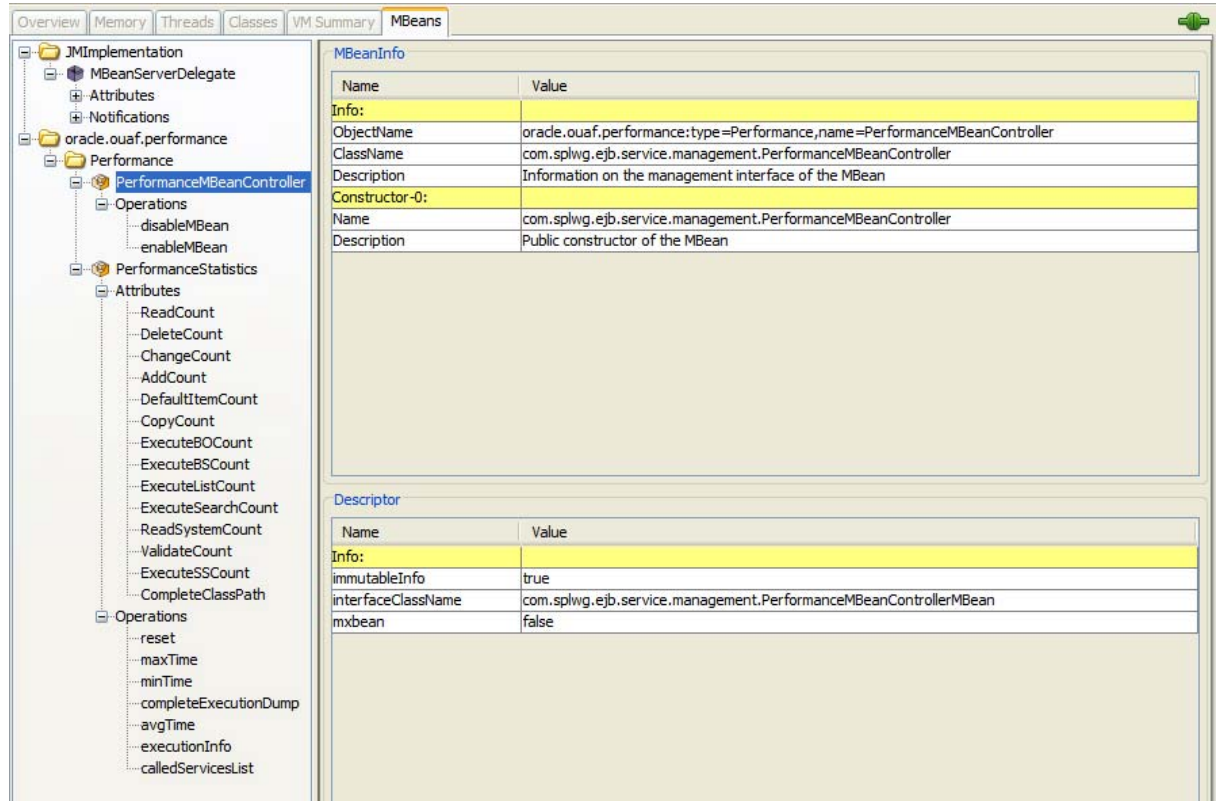 Overview Memory Threads Classes VM Summary MBeans
JMImplementation
MBeanServerDelegate
Attributes
Notifications
oracle.ouaf.performance
Performance
PerformanceMBeanController
Operations
disableMBean
enableMBean
PerformanceStatistics
Attributes
ReadCount
DeleteCount
ChangeCount
AddCount
DefaultItemCount
CopyCount
ExecuteBOCount
ExecuteBSCount
ExecuteListCount
ExecuteSearchCount
ReadSystemCount
ValidateCount
ExecuteSSCount
CompleteClassPath
Operations
reset
maxTime
minTime
completeExecutionDump
avgTime
executionInfo
calledServicesList
MBeanInfo
Name Value
Info:
ObjectName oracle.ouaf.performance:type=Performance,name=PerformanceMBeanController
ClassName com.splwg.ejb.service.management.PerformanceMBeanController
Description Information on the management interface of the MBean
Constructor-0:
Name com.splwg.ejb.service.management.PerformanceMBeanController
Description Public constructor of the MBean
Descriptor
Name Value
Info:
immutableInfo true
interfaceClassName com.splwg.ejb.service.management.PerformanceMBeanControllerMBean
mxbean false